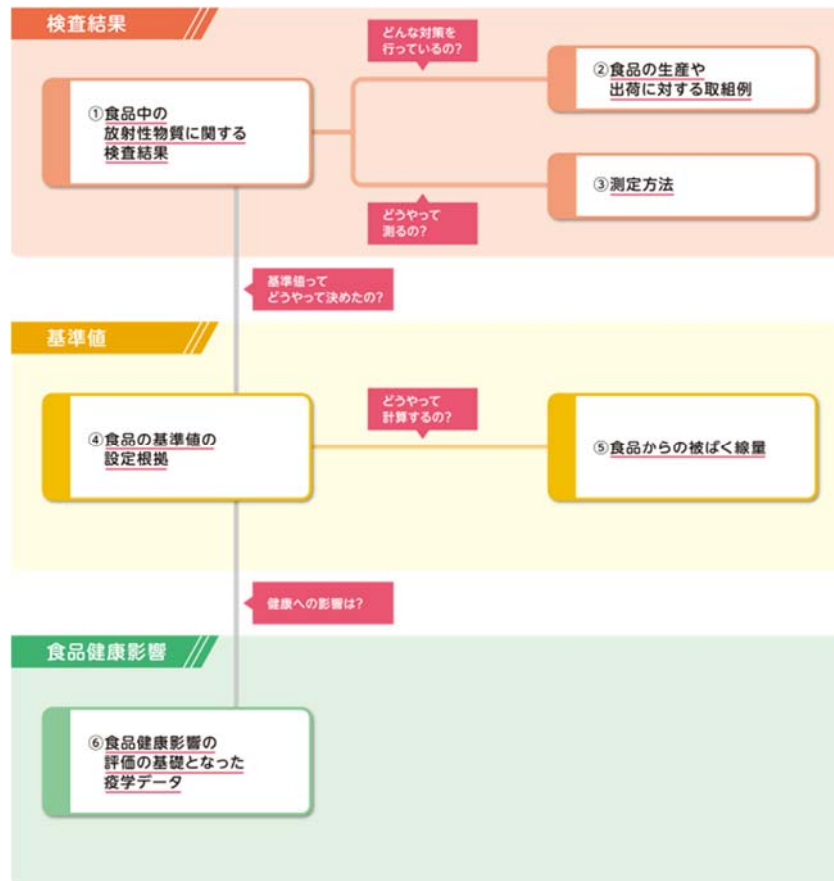 検査結果
どんな対策を
行っているの?
①食品中の
放射性物質に関する
検査結果
②食品の生産や
出荷に対する取組例
③測定方法
どうやって
測るの?
基準値って
どうやって決めたの?
基準値
どうやって
計算するの?
④食品の基準値の
設定根拠
⑤食品からの被ばく線量
健康への影響は?
食品健康影響
⑥食品健康影響の
評価の基礎となった
疫学データ